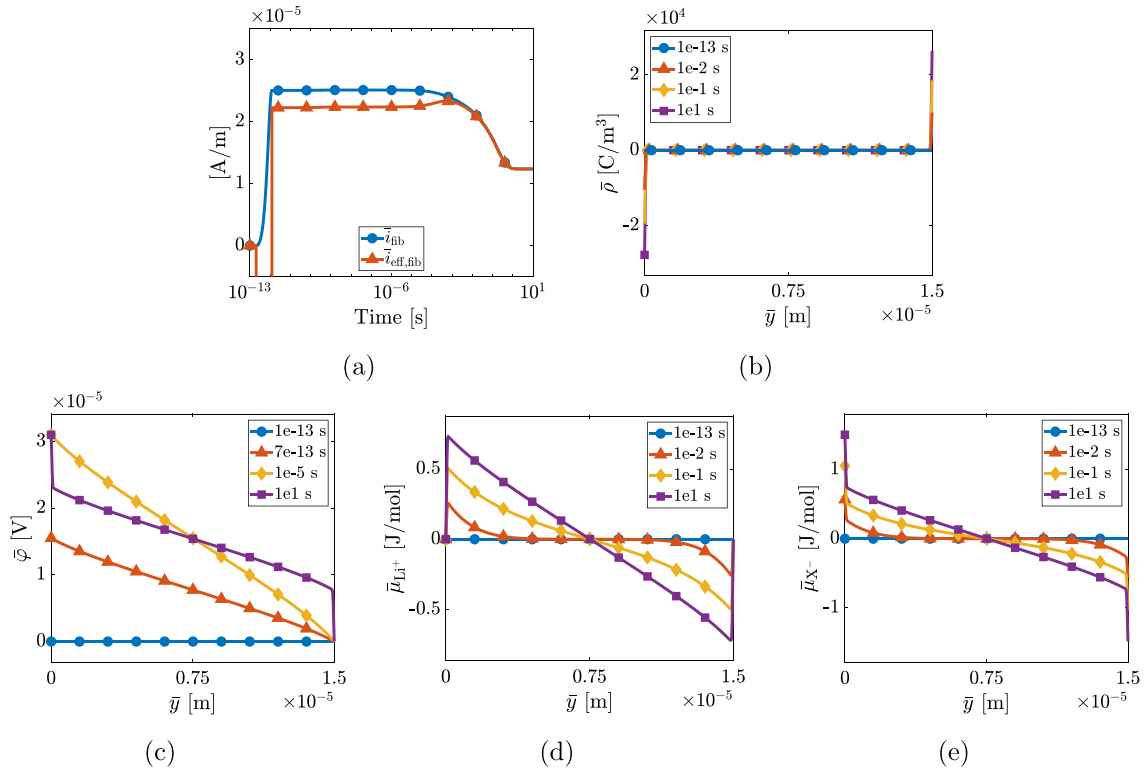 ×10⁻⁵
3
2
1
0
[A/m]
i̅_fib
i̅_eff,fib
10⁻¹³
10⁻⁶
10¹
Time [s]
(a)
×10⁴
2
0
-2
ρ̅ [C/m³]
1e-13 s
1e-2 s
1e-1 s
1e1 s
0
0.75
1.5
y̅ [m]
×10⁻⁵
(b)
×10⁻⁵
3
2
1
0
φ̅ [V]
1e-13 s
7e-13 s
1e-5 s
1e1 s
0
0.75
1.5
y̅ [m]
×10⁻⁵
(c)
0.5
0
-0.5
μ̅_Li⁺ [J/mol]
1e-13 s
1e-2 s
1e-1 s
1e1 s
0
0.75
1.5
y̅ [m]
×10⁻⁵
(d)
1
0
-1
μ̅_X⁻ [J/mol]
1e-13 s
1e-2 s
1e-1 s
1e1 s
0
0.75
1.5
y̅ [m]
×10⁻⁵
(e)